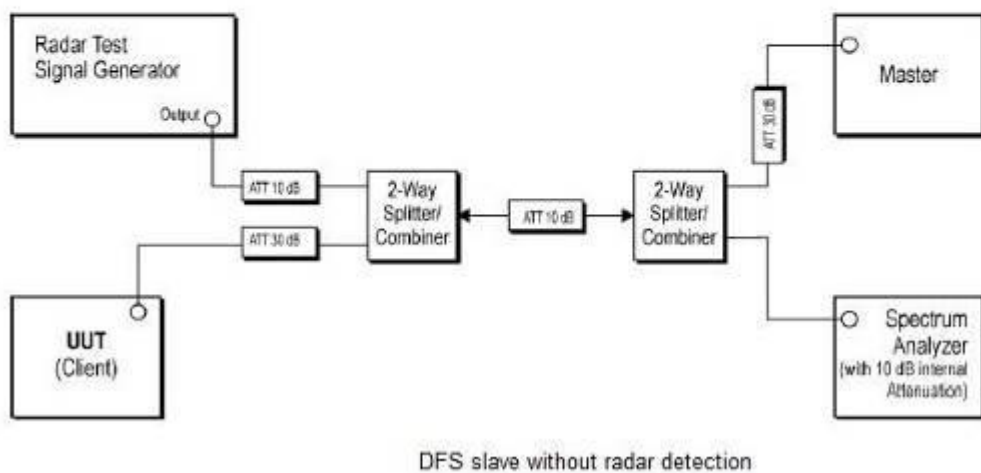 Radar Test
Signal Generator
Output
Master
ATT 30 dB
ATT 10 dB
2-Way
Splitter/
Combiner
ATT 10 dB
2-Way
Splitter/
Combiner
ATT 30 dB
UUT
(Client)
Spectrum
Analyzer
(with 10 dB internal
Attenuation)
DFS slave without radar detection